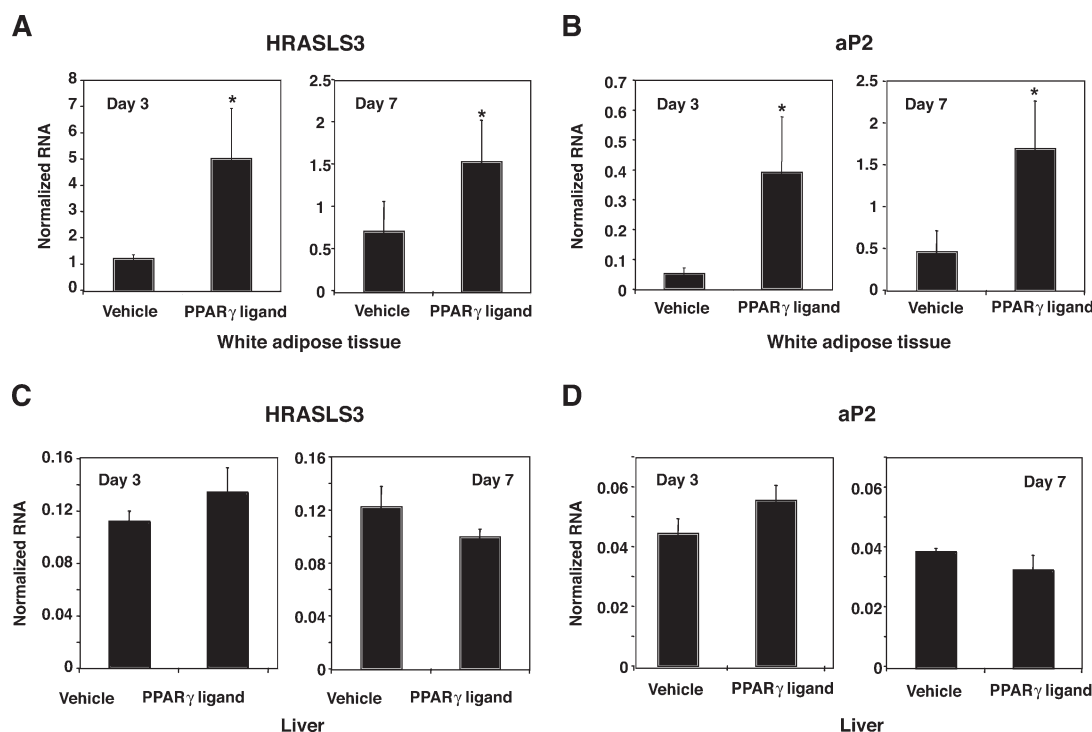 A
HRASLS3
Normalized RNA
8
7
6
5
4
3
2
1
0
Day 3
*
Vehicle PPARγ ligand
2.5
2
1.5
1
0.5
0
Day 7
*
Vehicle PPARγ ligand
White adipose tissue
B
aP2
Normalized RNA
0.7
0.6
0.5
0.4
0.3
0.2
0.1
0
Day 3
*
Vehicle PPARγ ligand
2.5
2
1.5
1
0.5
0
Day 7
*
Vehicle PPARγ ligand
White adipose tissue
C
HRASLS3
Normalized RNA
0.16
0.12
0.08
0.04
0
Day 3
Vehicle PPARγ ligand
0.16
0.12
0.08
0.04
0
Day 7
Vehicle PPARγ ligand
Liver
D
aP2
Normalized RNA
0.06
0.04
0.02
0
Day 3
Vehicle PPARγ ligand
0.06
0.04
0.02
0
Day 7
Vehicle PPARγ ligand
Liver